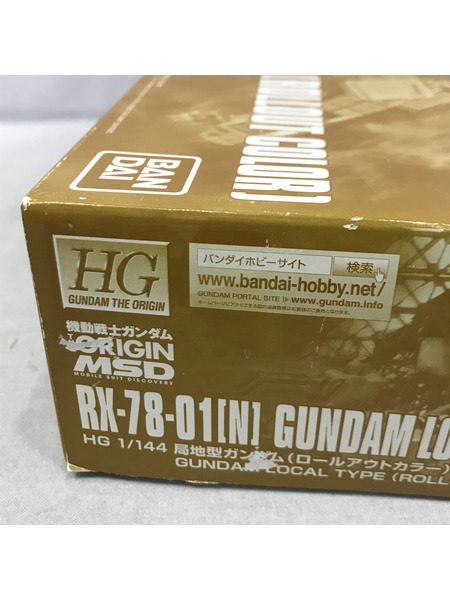 OUT COLOR]
BAN
DAI
HG
GUNDAM THE ORIGIN
バンダイホビーサイト 検索
www.bandai-hobby.net/
GUNDAM PORTAL SITE www.gundam.info
機動戦士ガンダム
THE ORIGIN
MSD
MOBILE SUIT DISCOVERY
RX-78-01[N] GUNDAM LO
HG 1/144 局地型ガンダム(ロールアウトカラー)
GUNDAM LOCAL TYPE (ROLL